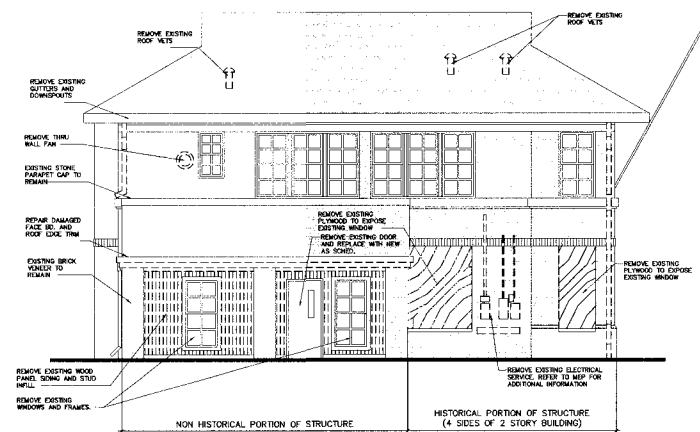 REMOVE EXISTING
ROOF VETS
REMOVE EXISTING
ROOF VETS
REMOVE EXISTING
GUTTERS AND
DOWNSPOUTS
REMOVE THRU
WALL FAN
EXISTING STONE
PARAPET CAP TO
REMAIN
REPAIR DAMAGED
FACE BD. AND
ROOF EDGE TRIM
EXISTING BRICK
VENEER TO
REMAIN
REMOVE EXISTING
PLYWOOD TO EXPOSE
EXISTING WINDOW
REMOVE EXISTING DOOR
AND REPLACE WITH NEW
AS SCHED.
REMOVE EXISTING
PLYWOOD TO EXPOSE
EXISTING WINDOW
REMOVE EXISTING WOOD
PANEL SIDING AND STUD
INFILL
REMOVE EXISTING
WINDOWS AND FRAMES.
REMOVE EXISTING ELECTRICAL
SERVICE, REFER TO MEP FOR
ADDITIONAL INFORMATION
NON HISTORICAL PORTION OF STRUCTURE
HISTORICAL PORTION OF STRUCTURE
(4 SIDES OF 2 STORY BUILDING)